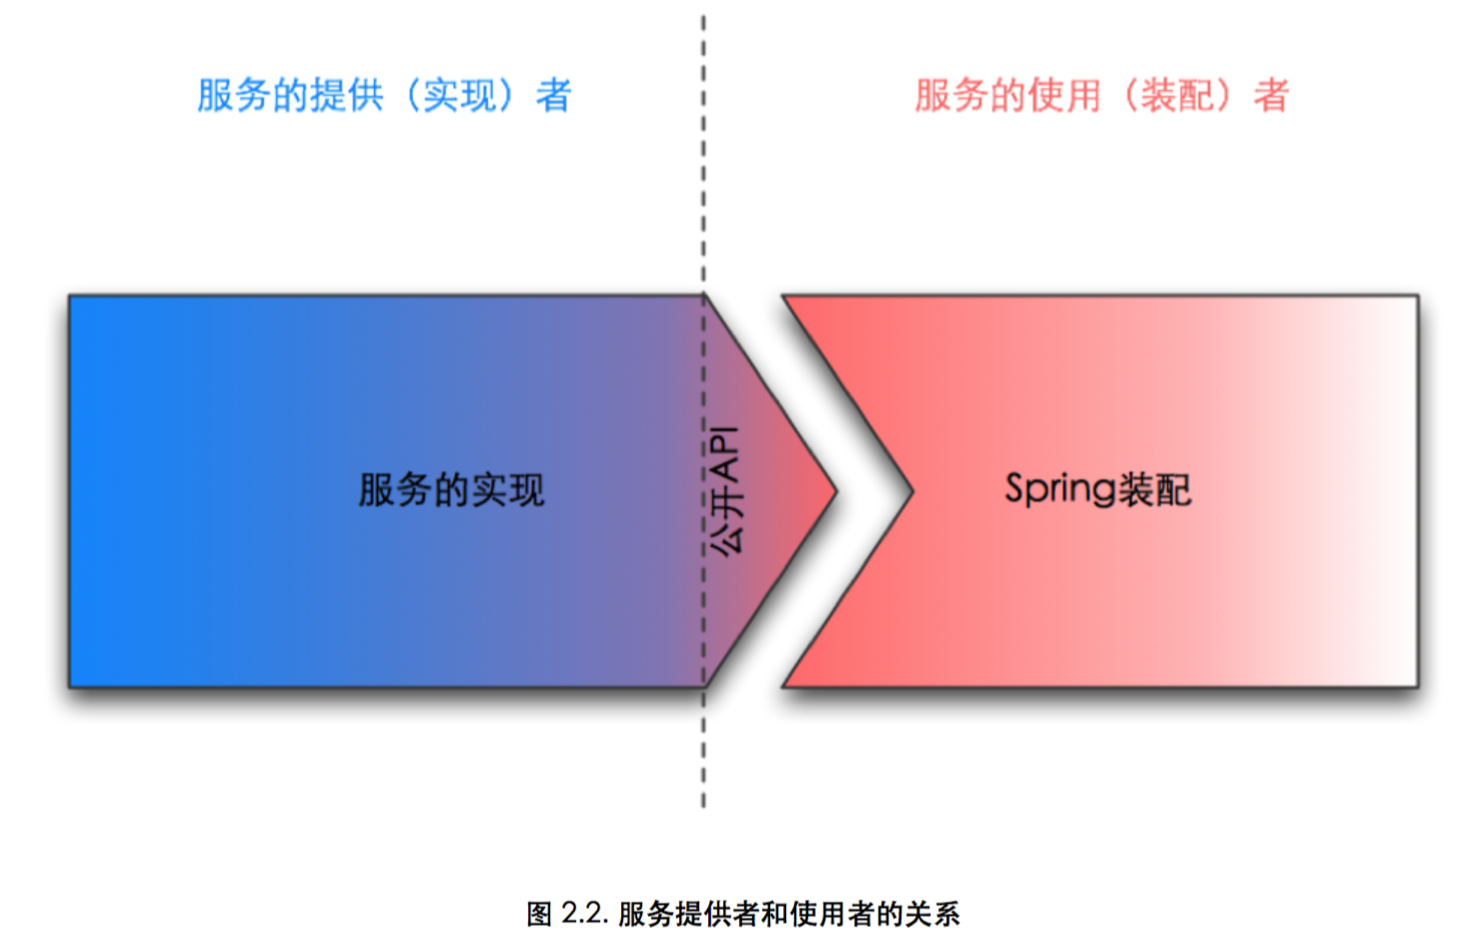 服务的提供（实现）者
服务的使用（装配）者
服务的实现
公开API
Spring装配
图 2.2. 服务提供者和使用者的关系